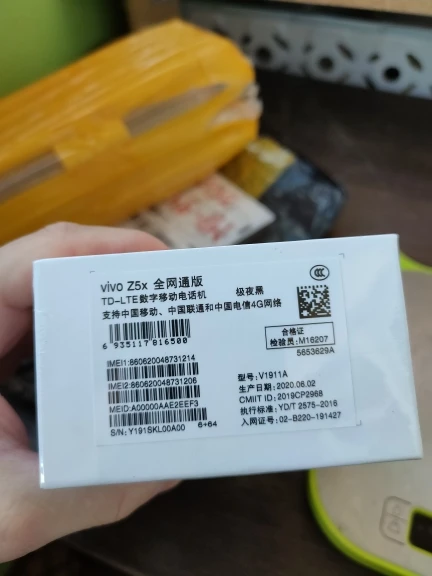 vivo Z5x 全网通版
TD-LTE数字移动电话机 极夜黑
支持中国移动、中国联通和中国电信4G网络
6 935117 816500
合格证
检验员:M16207
5653629A
IMEI1:860620048731214
IMEI2:860620048731206
MEID:A00000AAE2EEF3
S/N:Y191SKL00A00 6+64
型号:V1911A
生产日期:2020.06.02
CMIIT ID:2019CP2968
执行标准:YD/T 2575-2016
入网证号:02-B220-191427